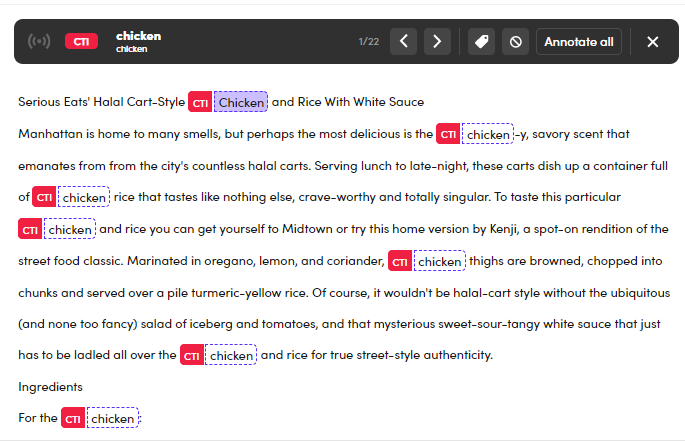 CTI chicken
chicken
1/22 Annotate all
Serious Eats' Halal Cart-Style CTI Chicken and Rice With White Sauce
Manhattan is home to many smells, but perhaps the most delicious is the CTI chicken -y, savory scent that
emanates from from the city's countless halal carts. Serving lunch to late-night, these carts dish up a container full
of CTI chicken rice that tastes like nothing else, crave-worthy and totally singular. To taste this particular
CTI chicken and rice you can get yourself to Midtown or try this home version by Kenji, a spot-on rendition of the
street food classic. Marinated in oregano, lemon, and coriander, CTI chicken thighs are browned, chopped into
chunks and served over a pile turmeric-yellow rice. Of course, it wouldn't be halal-cart style without the ubiquitous
(and none too fancy) salad of iceberg and tomatoes, and that mysterious sweet-sour-tangy white sauce that just
has to be ladled all over the CTI chicken and rice for true street-style authenticity.
Ingredients
For the CTI chicken :